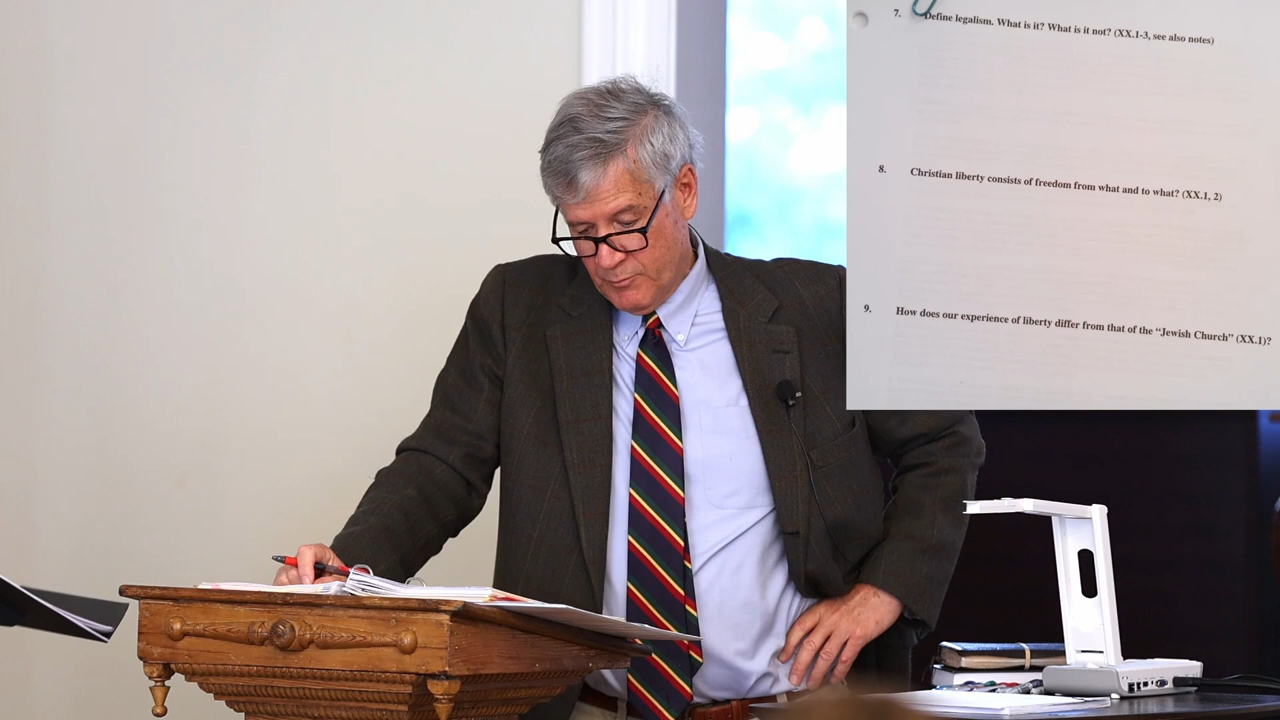 7. Define legalism. What is it? What is it not? (XX.1-3, see also notes)
8. Christian liberty consists of freedom from what and to what? (XX.1, 2)
9. How does our experience of liberty differ from that of the “Jewish Church” (XX.1)?